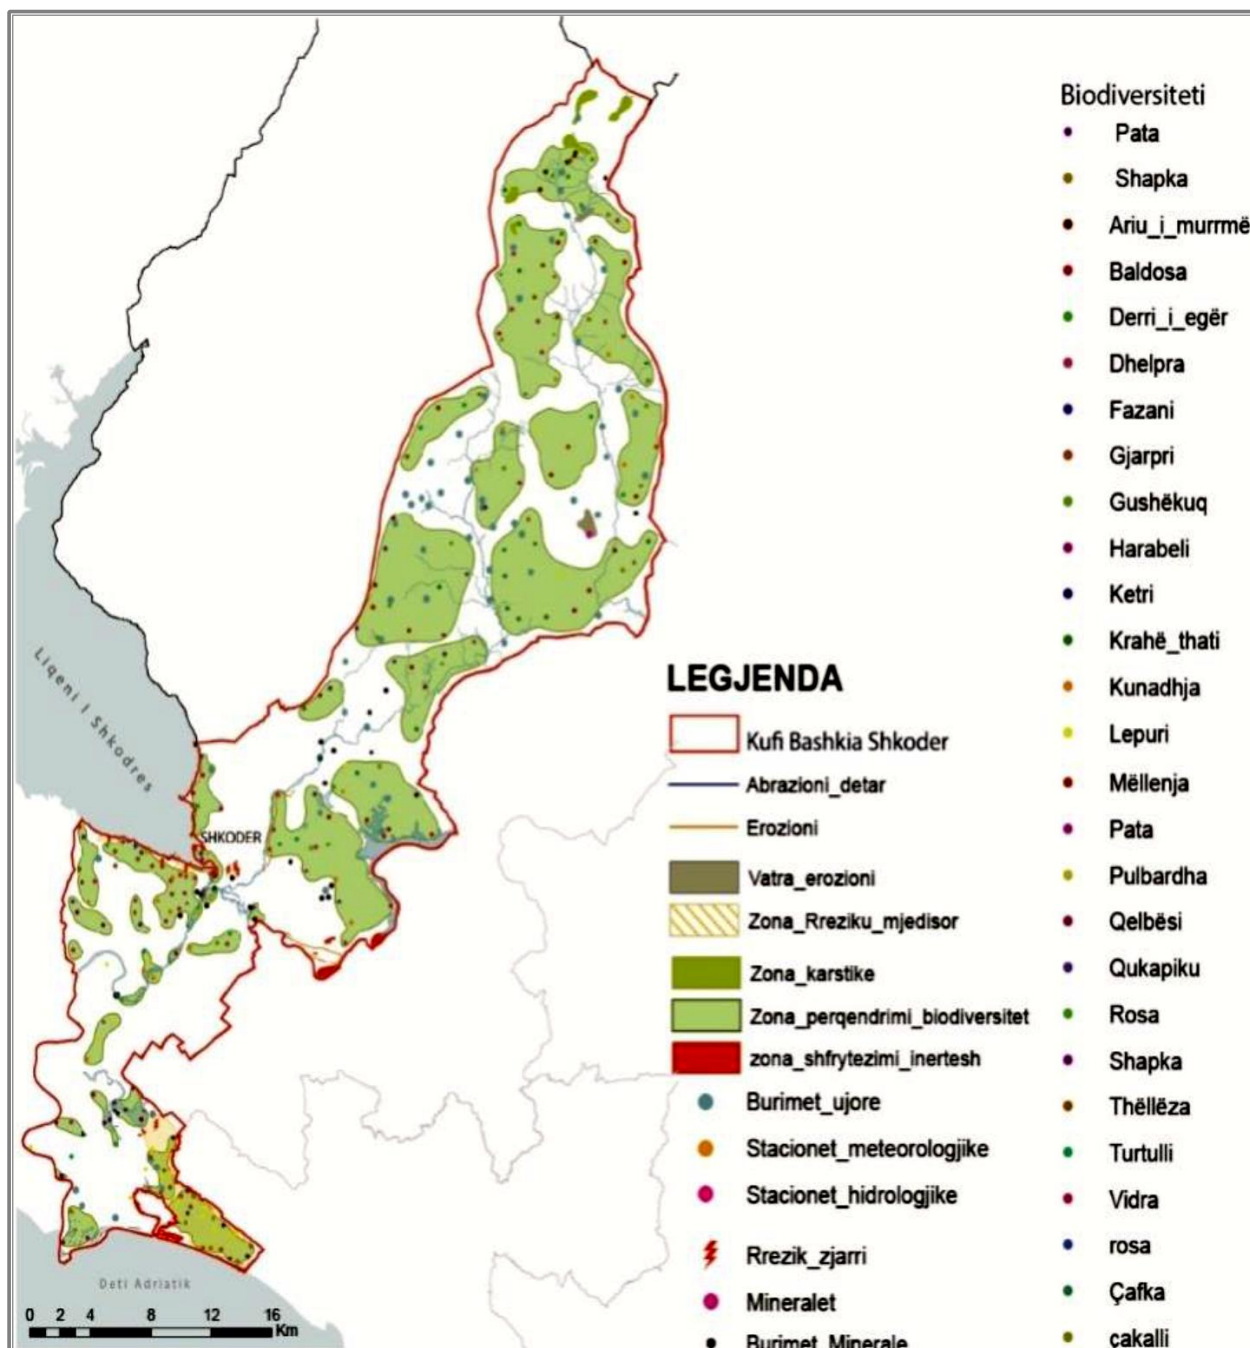 Liqeni i Shkodres
SHKODER
Deti Adriatik
0 2 4 8 12 16
Km
LEGJENDA
Kufi Bashkia Shkoder
Abrazioni_detar
Erozioni
Vatra_erozioni
Zona_Rreziku_mjedisor
Zona_karstike
Zona_perqendrimi_biodiversitet
zona_shfrytezimi_inertesh
Burimet_ujore
Stacionet_meteorologjike
Stacionet_hidrologjike
Rrezik_zjarri
Mineralet
Burimet_Minerale
Biodiversiteti
Pata
Shapka
Ariu_i_murrmë
Baldosa
Derri_i_egër
Dhelpra
Fazani
Gjarpri
Gushëkuq
Harabeli
Ketri
Krahë_thati
Kunadhja
Lepuri
Mëllenja
Pata
Pulbardha
Qelbësi
Qukapiku
Rosa
Shapka
Thëllëza
Turtulli
Vidra
rosa
Çafka
cakalli